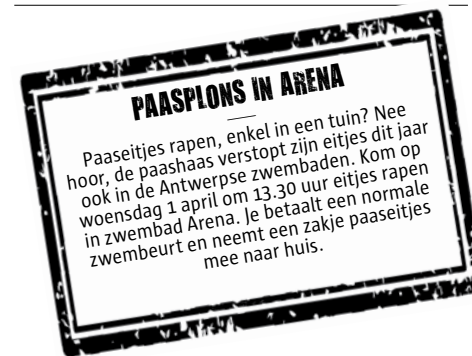 PAASPLONS IN ARENA
Paaseitjes rapen, enkel in een tuin? Nee
hoor, de paashaas verstopt zijn eitjes dit jaar
ook in de Antwerpse zwembaden. Kom op
woensdag 1 april om 13.30 uur eitjes rapen
in zwembad Arena. Je betaalt een normale
zwembeurt en neemt een zakje paaseitjes
mee naar huis.